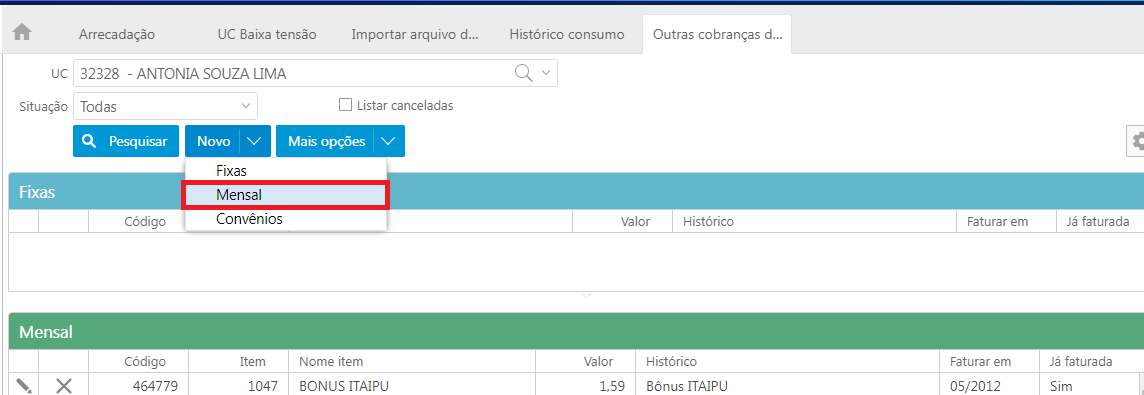 Arrecadação UC Baixa tensão Importar arquivo d... Histórico consumo Outras cobranças d...
UC 32328 - ANTONIA SOUZA LIMA
Situação Todas Listar canceladas
Pesquisar Novo Mais opções
Fixas
Mensal
Convênios
Fixas
Código Valor Histórico Faturar em Já faturada
Mensal
Código Item Nome item Valor Histórico Faturar em Já faturada
464779 1047 BONUS ITAIPU 1,59 Bônus ITAIPU 05/2012 Sim